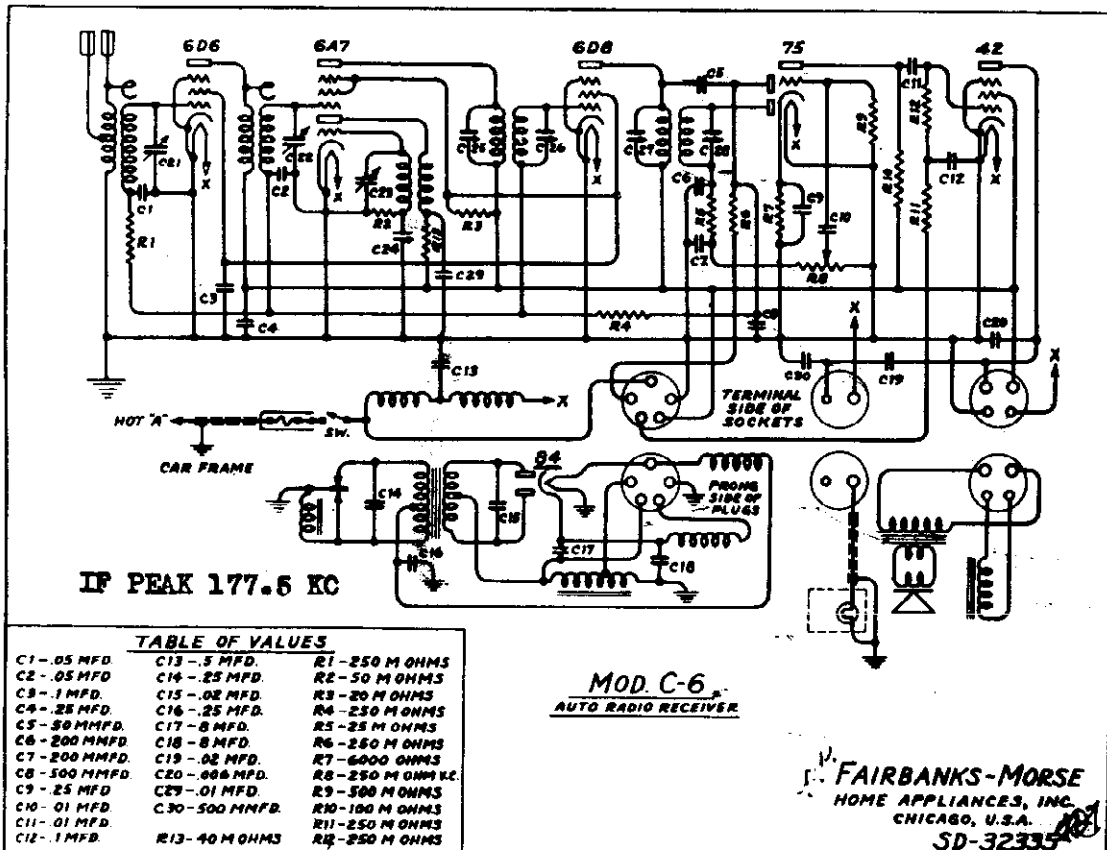 6D6
6A7
6D8
75
42
C21
C1
R1
C22
C2
C23
R2
C24
R13
C29
R3
C25
C26
C27
C28
C5
C6
R5
C7
R6
R7
C9
C10
R8
R9
R10
C11
R12
R11
C12
C3
C4
R4
C8
C13
C30
C19
C20
X
X
X
X
X
X
X
X
HOT "A"
SW.
CAR FRAME
TERMINAL
SIDE OF
SOCKETS
PRONG
SIDE OF
PLUGS
84
C14
C15
C16
C17
C18
IF PEAK 177.5 KC
TABLE OF VALUES
C1-.05 MFD. C13-.5 MFD. R1-250 M OHMS
C2-.05 MFD C14-.25 MFD. R2-50 M OHMS
C3-.1 MFD. C15-.02 MFD. R3-20 M OHMS
C4-.25 MFD. C16-.25 MFD. R4-250 M OHMS
C5-50 MMFD. C17-8 MFD. R5-25 M OHMS
C6-200 MMFD. C18-8 MFD. R6-250 M OHMS
C7-200 MMFD. C19-.02 MFD. R7-6000 OHMS
C8-500 MMFD. C20-.006 MFD. R8-250 M OHM V.C.
C9-.25 MFD C29-.01 MFD. R9-500 M OHMS
C10-.01 MFD C30-500 MMFD. R10-100 M OHMS
C11-.01 MFD. R11-250 M OHMS
C12-.1 MFD. R13-40 M OHMS R12-250 M OHMS
MOD. C-6
AUTO RADIO RECEIVER
FAIRBANKS-MORSE
HOME APPLIANCES, INC.
CHICAGO, U.S.A.
SD-32335